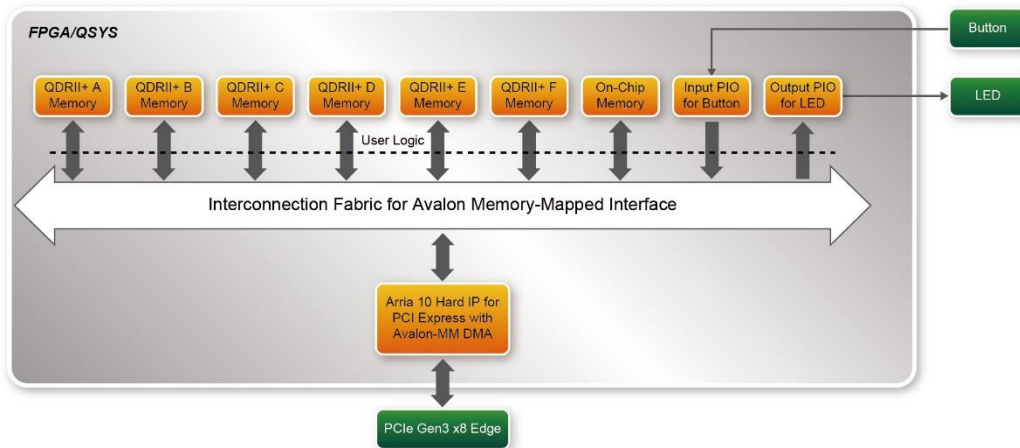 FPGA/QSYS
Button
QDRII+ A
Memory
QDRII+ B
Memory
QDRII+ C
Memory
QDRII+ D
Memory
QDRII+ E
Memory
QDRII+ F
Memory
On-Chip
Memory
Input PIO
for Button
Output PIO
for LED
LED
User Logic
Interconnection Fabric for Avalon Memory-Mapped Interface
Arria 10 Hard IP for
PCI Express with
Avalon-MM DMA
PCIe Gen3 x8 Edge